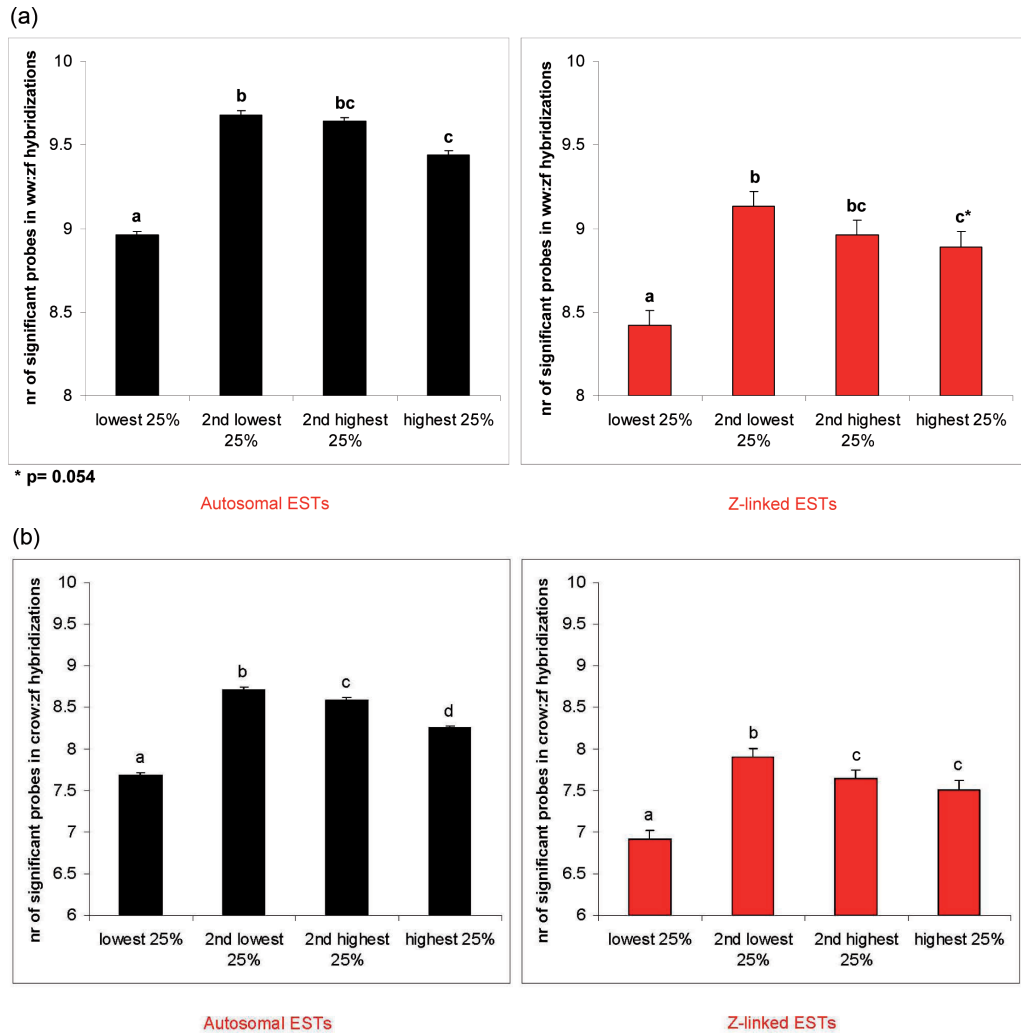 (a)
nr of significant probes in ww:zf hybridizations
10
9.5
9
8.5
8
a
b
bc
c
lowest 25%
2nd lowest
25%
2nd highest
25%
highest 25%
nr of significant probes in ww:zf hybridizations
10
9.5
9
8.5
8
a
b
bc
c*
lowest 25%
2nd lowest
25%
2nd highest
25%
highest 25%
* p= 0.054
Autosomal ESTs
Z-linked ESTs
(b)
nr of significant probes in crow:zf hybridizations
10
9.5
9
8.5
8
7.5
7
6.5
6
a
b
c
d
lowest 25%
2nd lowest
25%
2nd highest
25%
highest 25%
nr of significant probes in crow:zf hybridizations
10
9.5
9
8.5
8
7.5
7
6.5
6
a
b
c
c
lowest 25%
2nd lowest
25%
2nd highest
25%
highest 25%
Autosomal ESTs
Z-linked ESTs